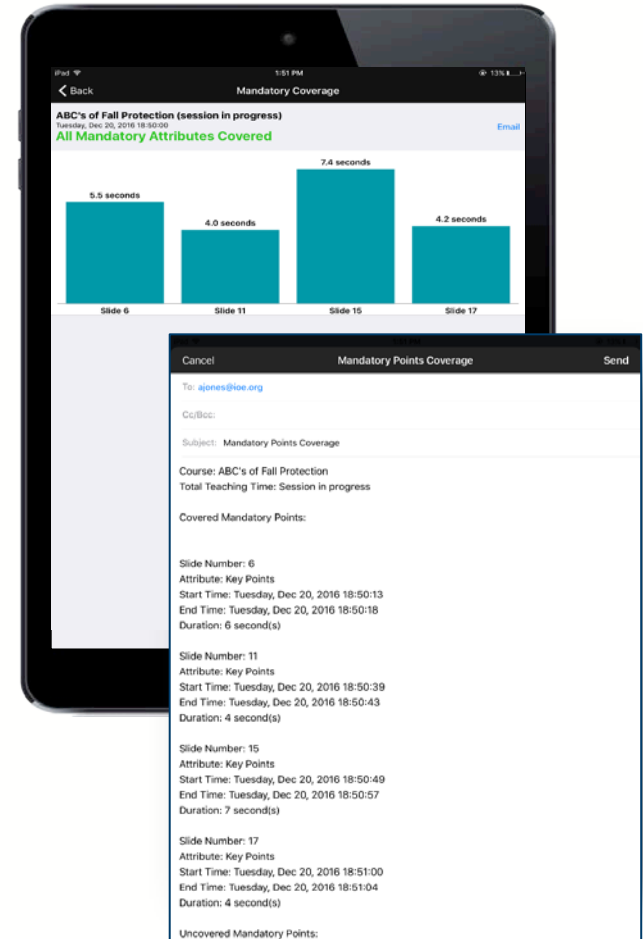 iPad 1:51 PM 13%
Back Mandatory Coverage
ABC's of Fall Protection (session in progress)
Tuesday, Dec 20, 2016 18:50:00
All Mandatory Attributes Covered
Email
7.4 seconds
5.5 seconds
4.0 seconds
4.2 seconds
Slide 6 Slide 11 Slide 15 Slide 17
Cancel Mandatory Points Coverage Send
To: ajones@ioe.org
Cc/Bcc:
Subject: Mandatory Points Coverage
Course: ABC's of Fall Protection
Total Teaching Time: Session in progress
Covered Mandatory Points:
Slide Number: 6
Attribute: Key Points
Start Time: Tuesday, Dec 20, 2016 18:50:13
End Time: Tuesday, Dec 20, 2016 18:50:18
Duration: 6 second(s)
Slide Number: 11
Attribute: Key Points
Start Time: Tuesday, Dec 20, 2016 18:50:39
End Time: Tuesday, Dec 20, 2016 18:50:43
Duration: 4 second(s)
Slide Number: 15
Attribute: Key Points
Start Time: Tuesday, Dec 20, 2016 18:50:49
End Time: Tuesday, Dec 20, 2016 18:50:57
Duration: 7 second(s)
Slide Number: 17
Attribute: Key Points
Start Time: Tuesday, Dec 20, 2016 18:51:00
End Time: Tuesday, Dec 20, 2016 18:51:04
Duration: 4 second(s)
Uncovered Mandatory Points: